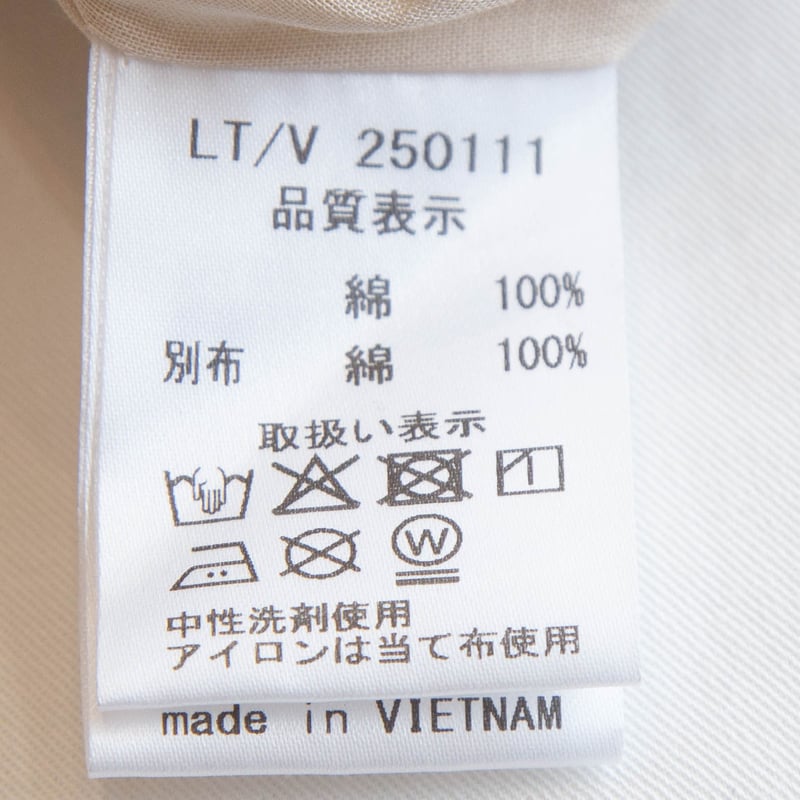 LT/V 250111
品質表示
綿 100%
別布 綿 100%
取扱い表示
W
中性洗剤使用
アイロンは当て布使用
made in VIETNAM